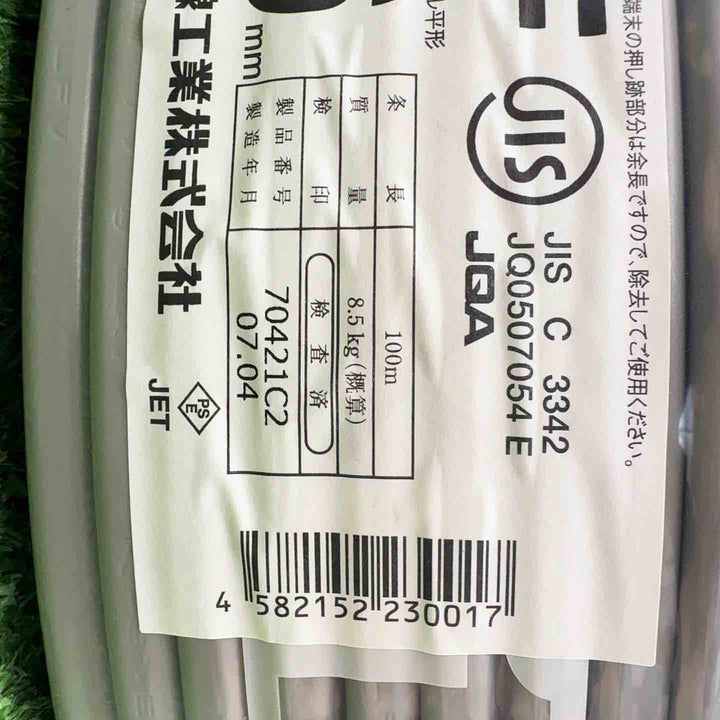 端末の押し跡部分は余長ですので、除去してご使用ください。
JIS
JIS C 3342
JQ0507054 E
JQA
平形
mm
条長 100m
質量 8.5kg(概算)
検印 検査済
製品番号 70421C2
製造年月 07.04
工業株式会社
PS
E
JET
4 582152 230017